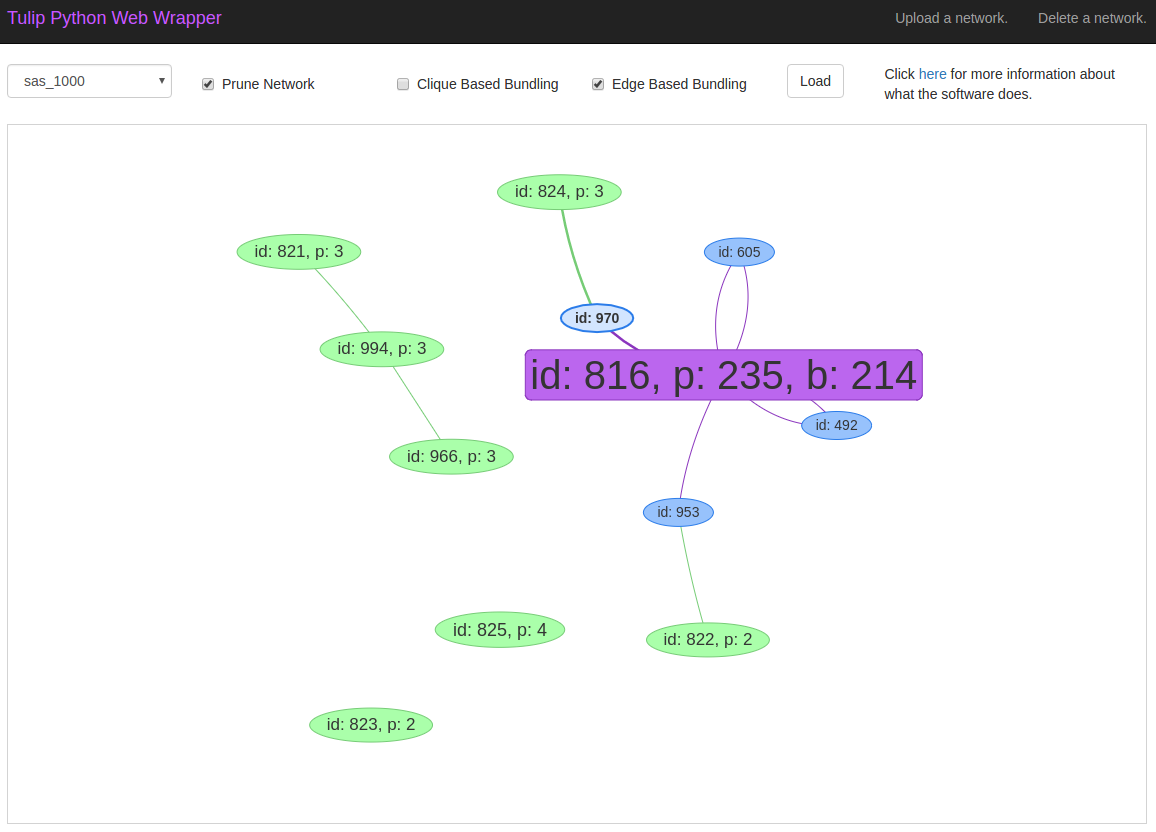 Tulip Python Web Wrapper
Upload a network.
Delete a network.
sas_1000
Prune Network
Clique Based Bundling
Edge Based Bundling
Load
Click here for more information about
what the software does.
id: 824, p: 3
id: 821, p: 3
id: 605
id: 970
id: 994, p: 3
id: 816, p: 235, b: 214
id: 492
id: 966, p: 3
id: 953
id: 825, p: 4
id: 822, p: 2
id: 823, p: 2